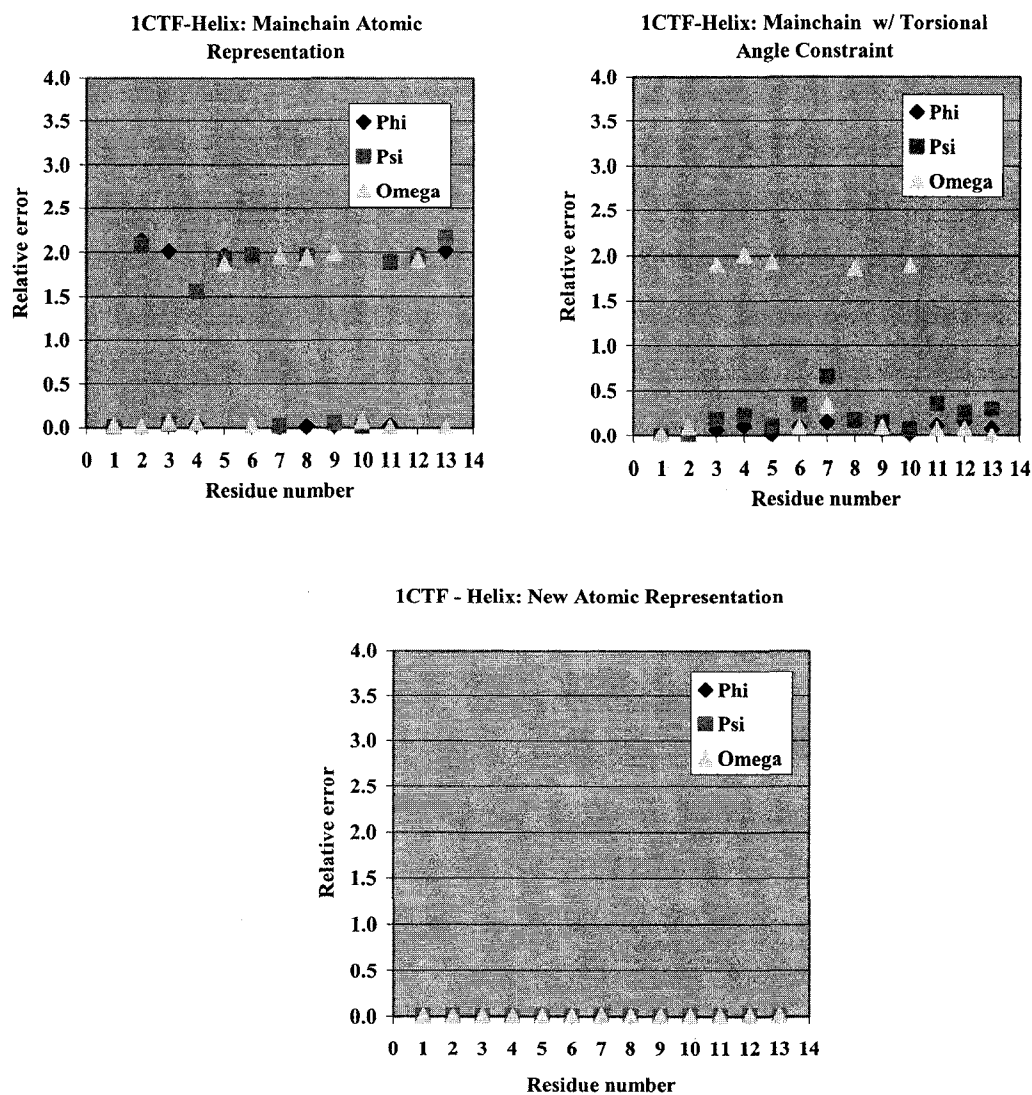 1CTF-Helix: Mainchain Atomic
Representation
4.0
3.5
3.0
2.5
2.0
1.5
1.0
0.5
0.0
Relative error
Phi
Psi
Omega
0 1 2 3 4 5 6 7 8 9 10 11 12 13 14
Residue number
1CTF-Helix: Mainchain w/ Torsional
Angle Constraint
4.0
3.5
3.0
2.5
2.0
1.5
1.0
0.5
0.0
Relative error
Phi
Psi
Omega
0 1 2 3 4 5 6 7 8 9 10 11 12 13 14
Residue number
1CTF - Helix: New Atomic Representation
4.0
3.5
3.0
2.5
2.0
1.5
1.0
0.5
0.0
Relative error
Phi
Psi
Omega
0 1 2 3 4 5 6 7 8 9 10 11 12 13 14
Residue number